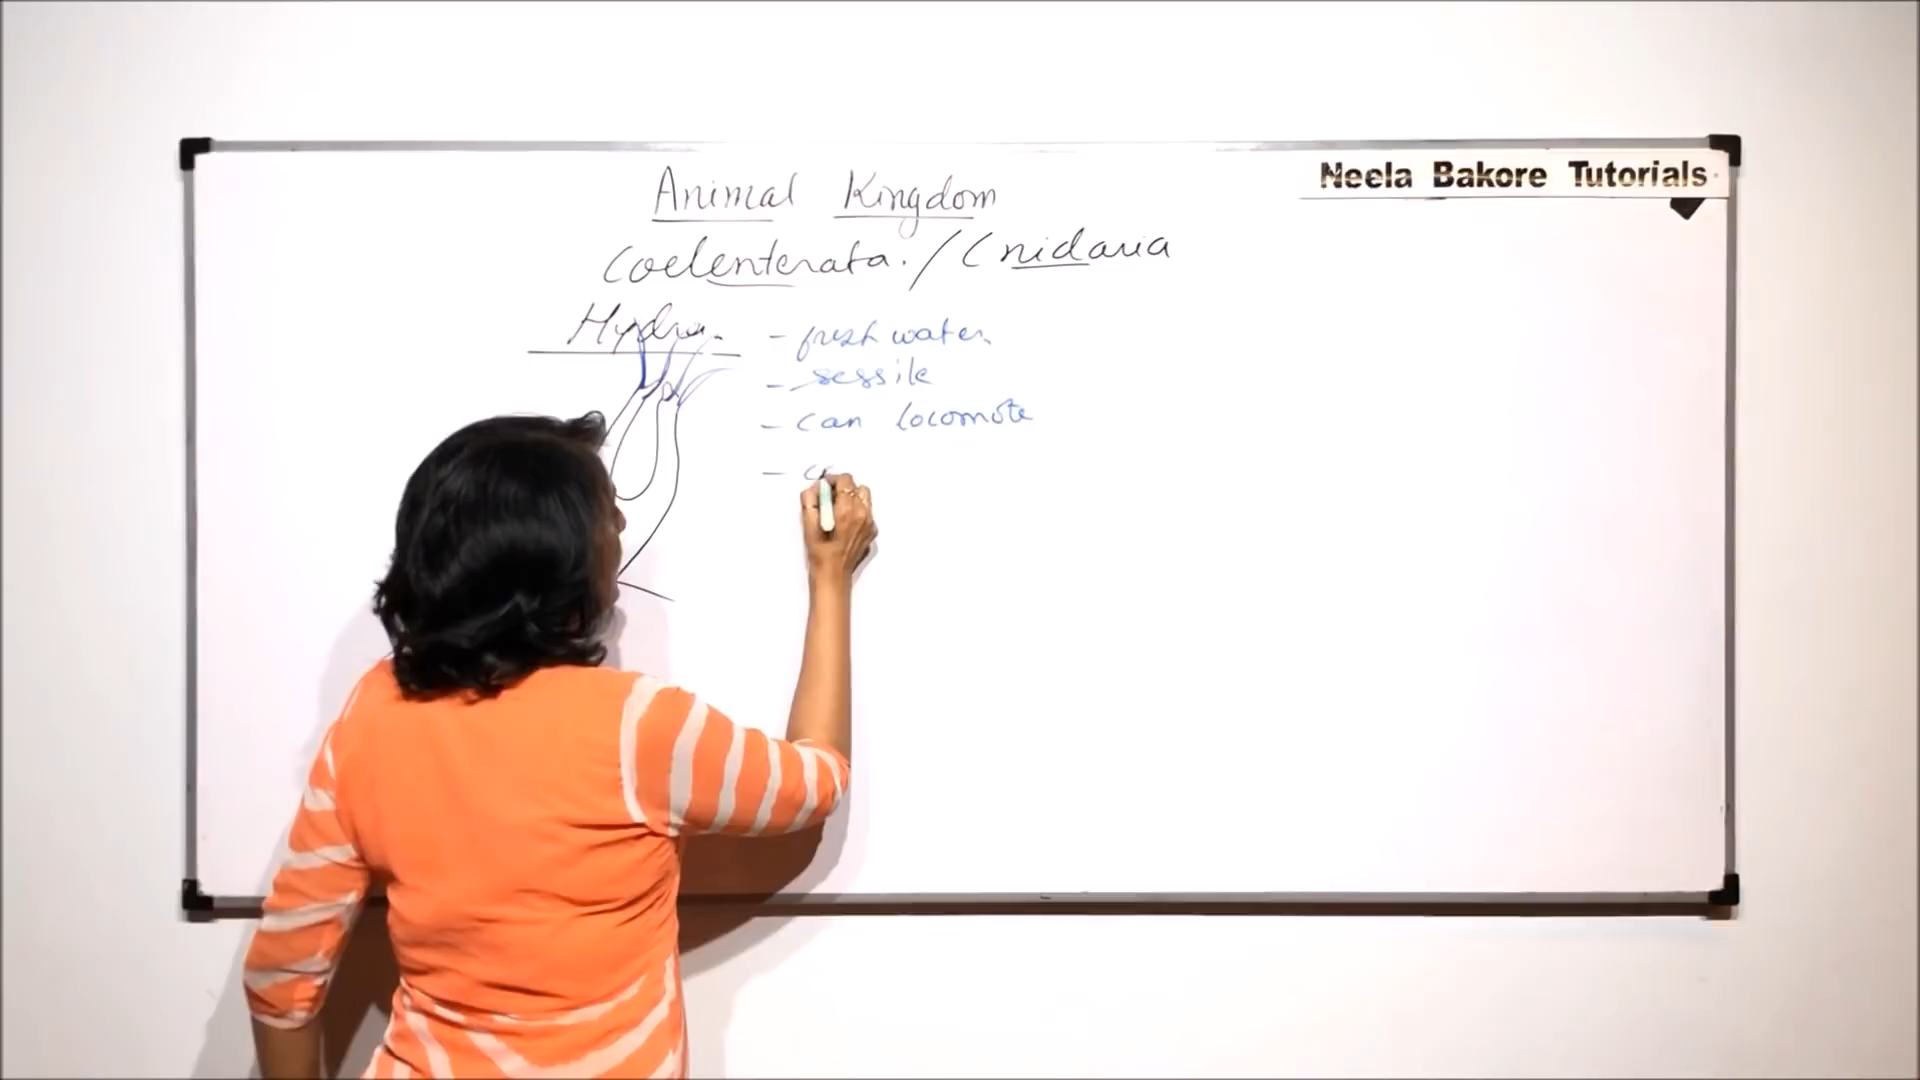 Neela Bakore Tutorials
Animal Kingdom
Coelenterata. / Cnidaria
Hydra.
- fresh water
- sessile
- can locomote
-